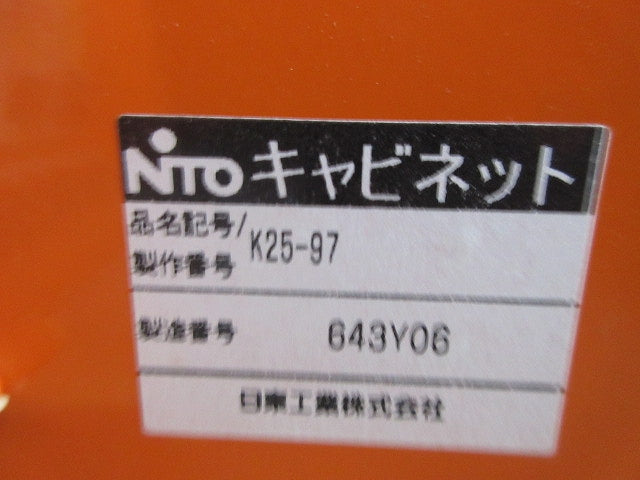 NITO キャビネット
品名記号/
製作番号 K25-97
製造番号 643Y06
日東工業株式会社